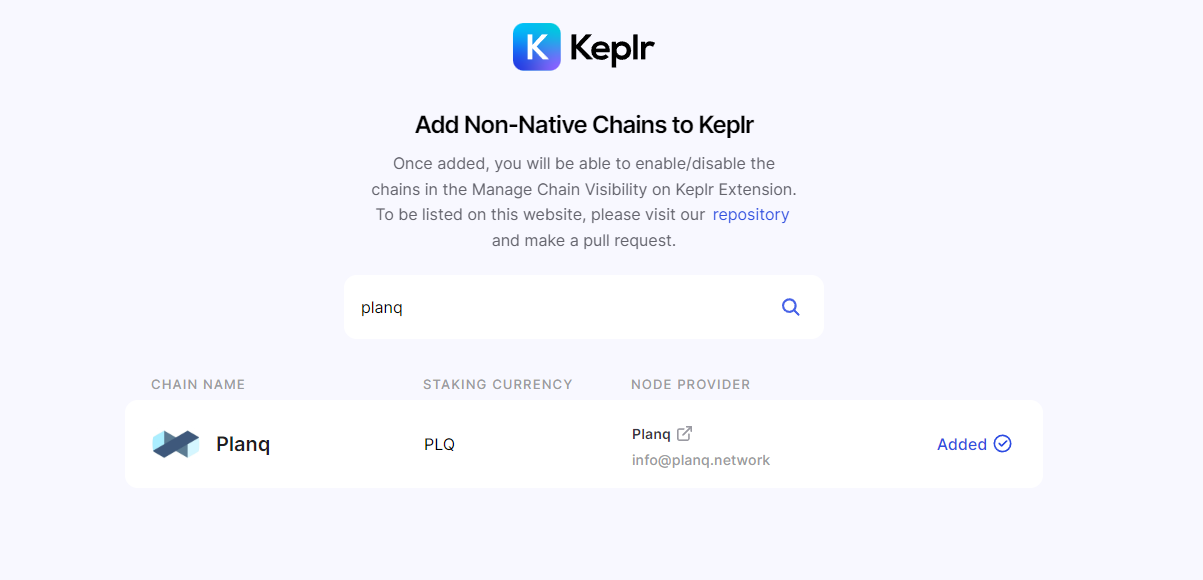 K Keplr
Add Non-Native Chains to Keplr
Once added, you will be able to enable/disable the
chains in the Manage Chain Visibility on Keplr Extension.
To be listed on this website, please visit our repository
and make a pull request.
planq
CHAIN NAME STAKING CURRENCY NODE PROVIDER
Planq PLQ Planq Added
info@planq.network